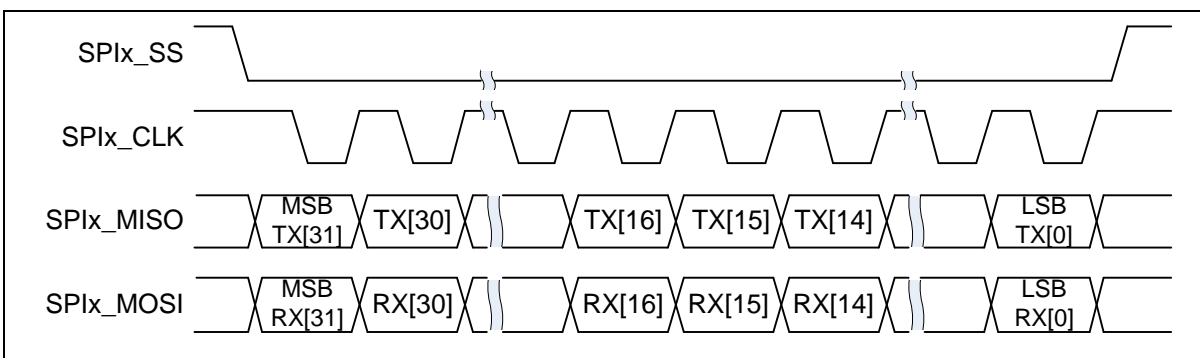 SPIx_SS
SPIx_CLK
SPIx_MISO
MSB
TX[31]
TX[30]
TX[16]
TX[15]
TX[14]
LSB
TX[0]
SPIx_MOSI
MSB
RX[31]
RX[30]
RX[16]
RX[15]
RX[14]
LSB
RX[0]